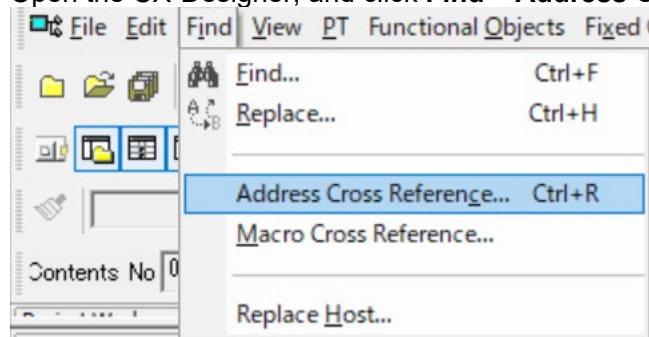 Open the CX-Designer, and click Find - Address C
File Edit Find View PT Functional Objects Fixed
Find... Ctrl+F
Replace... Ctrl+H
Address Cross Reference... Ctrl+R
Macro Cross Reference...
Contents No 0
Replace Host...